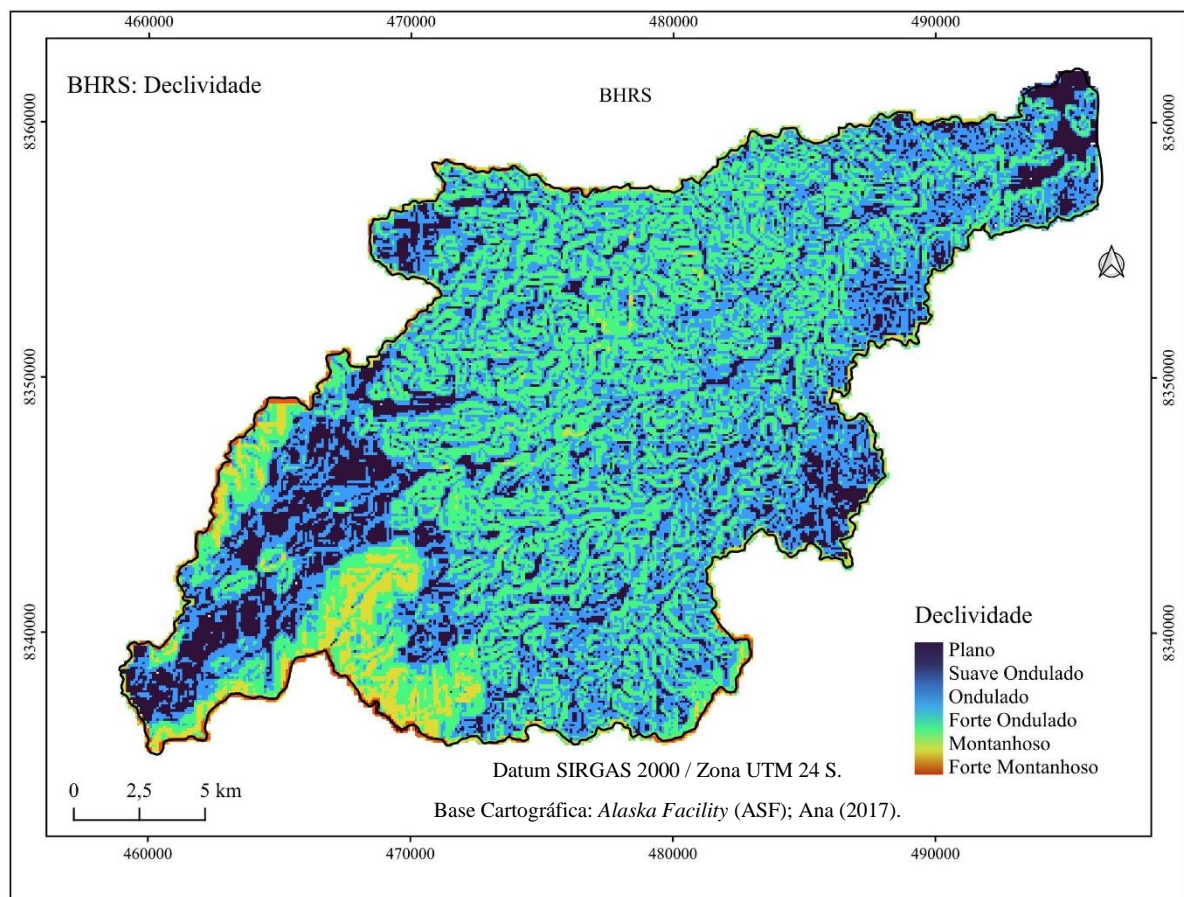 460000
470000
480000
490000
BHRS: Declividade
BHRS
8360000
8360000
8350000
8350000
8340000
8340000
Declividade
Plano
Suave Ondulado
Ondulado
Forte Ondulado
Montanhoso
Forte Montanhoso
Datum SIRGAS 2000 / Zona UTM 24 S.
0 2,5 5 km
Base Cartográfica: Alaska Facility (ASF); Ana (2017).
460000
470000
480000
490000